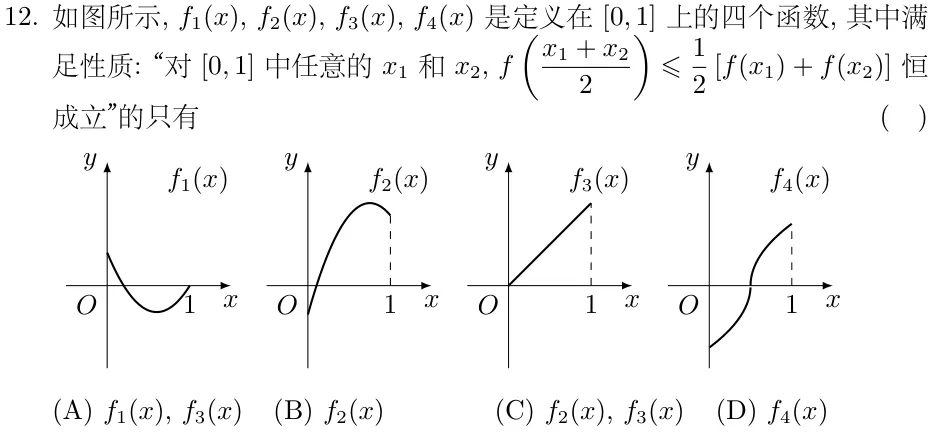 12. 如图所示, f₁(x), f₂(x), f₃(x), f₄(x) 是定义在 [0, 1] 上的四个函数, 其中满
足性质: “对 [0, 1] 中任意的 x₁ 和 x₂, f((x₁ + x₂)/2) ⩽ 1/2 [f(x₁) + f(x₂)] 恒
成立”的只有 ( )
y f₁(x) y f₂(x) y f₃(x) y f₄(x)
O 1 x O 1 x O 1 x O 1 x
(A) f₁(x), f₃(x) (B) f₂(x) (C) f₂(x), f₃(x) (D) f₄(x)